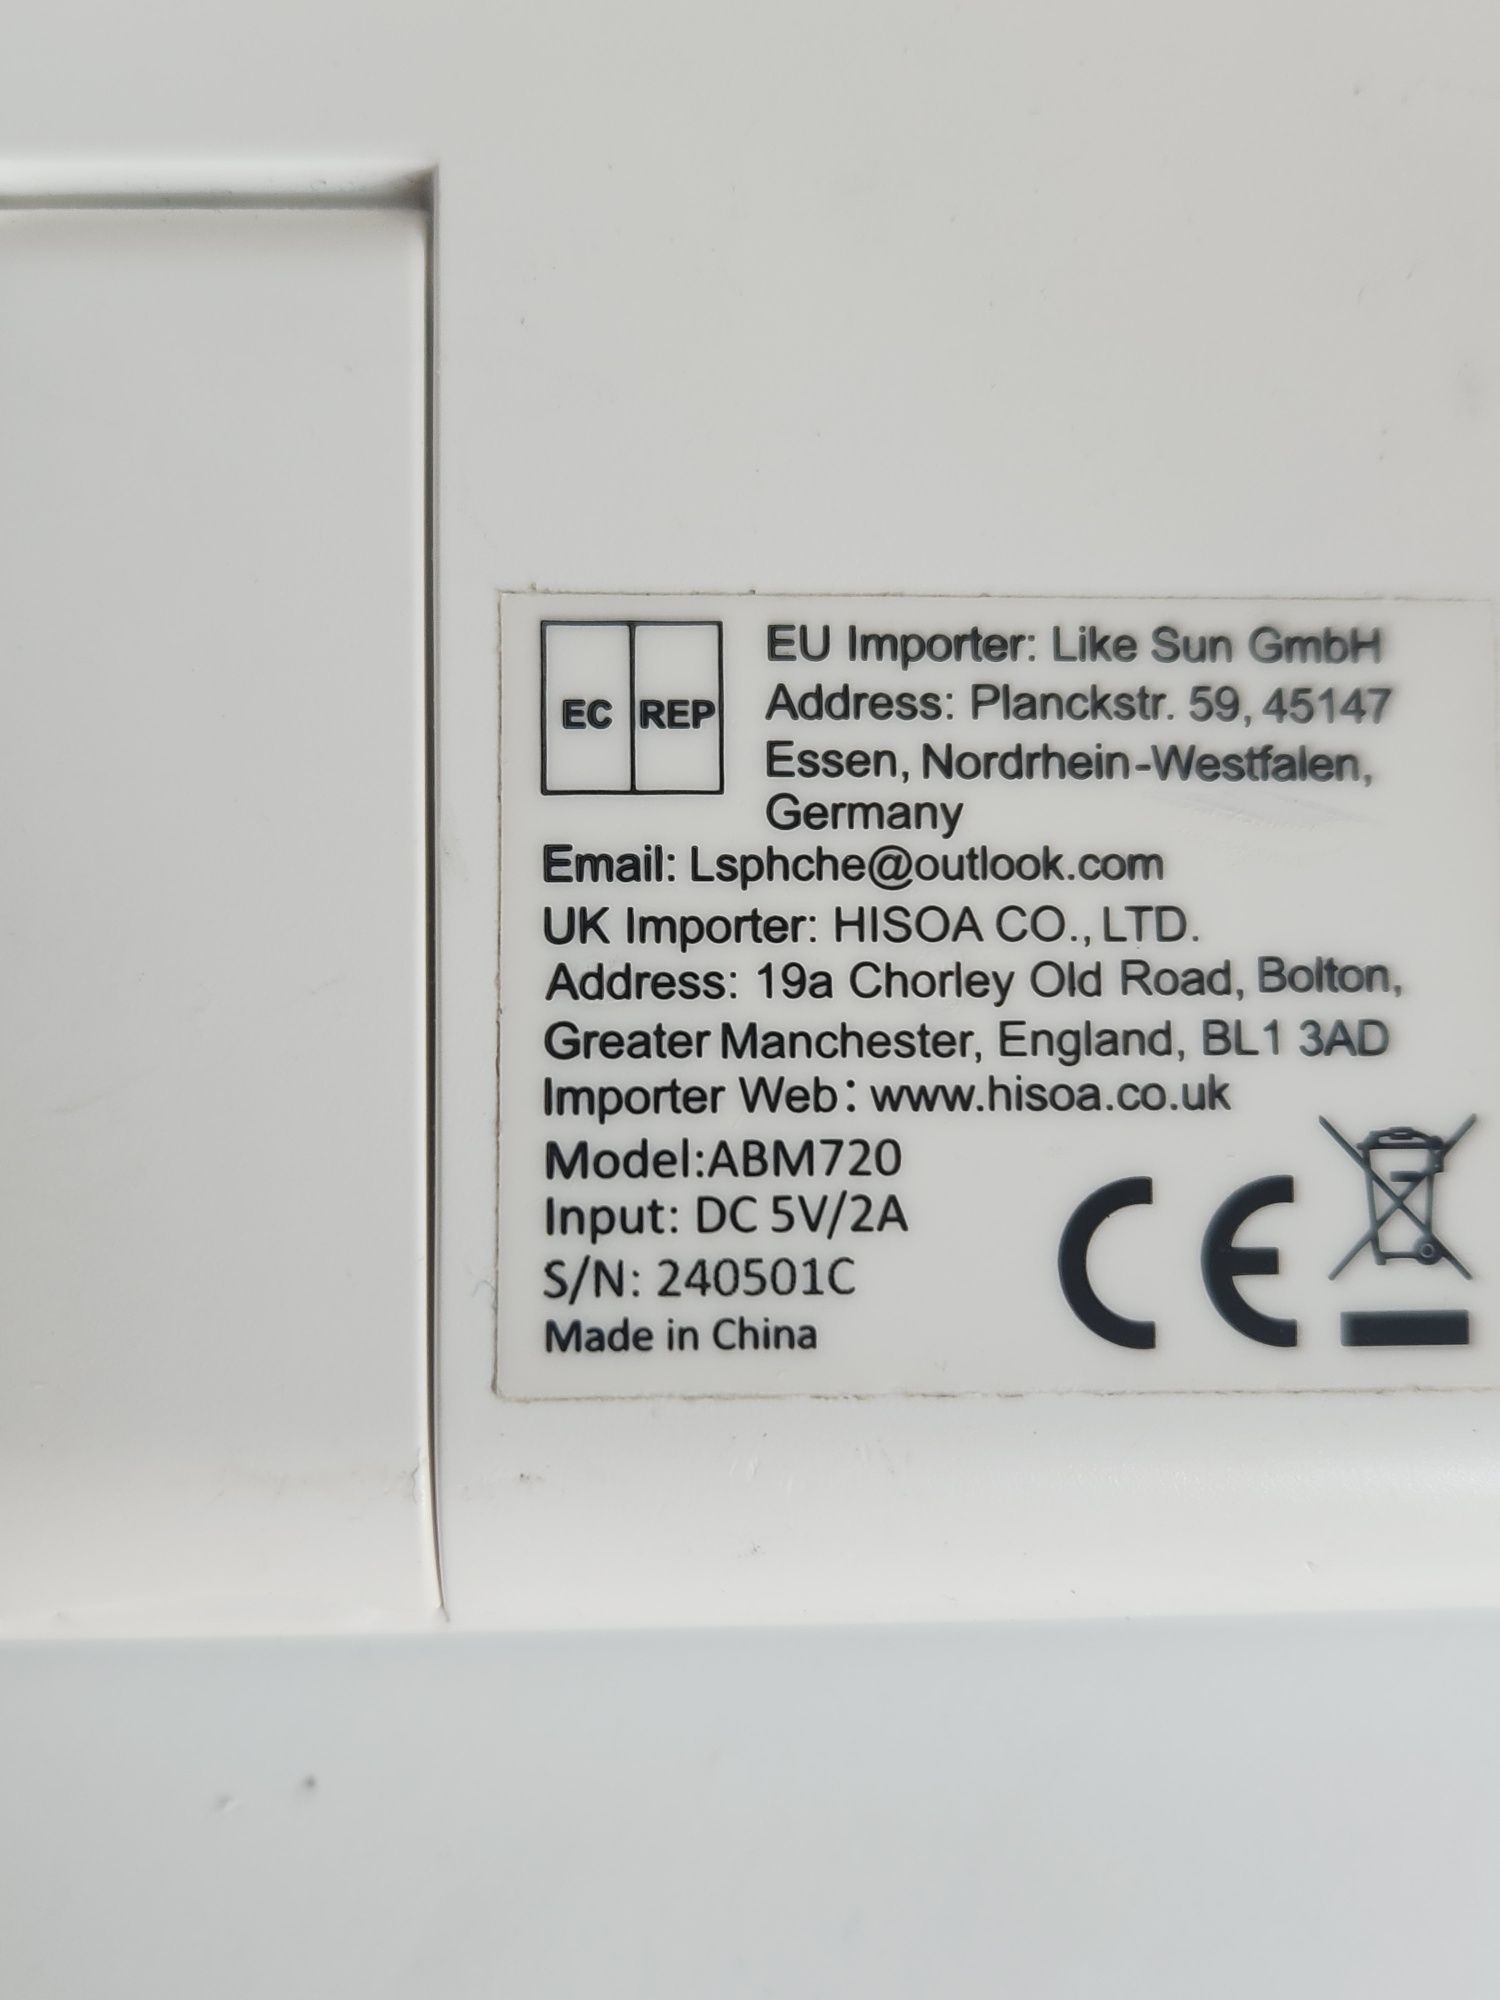 EC REP
EU Importer: Like Sun GmbH
Address: Planckstr. 59, 45147
Essen, Nordrhein-Westfalen,
Germany
Email: Lsphche@outlook.com
UK Importer: HISOA CO., LTD.
Address: 19a Chorley Old Road, Bolton,
Greater Manchester, England, BL1 3AD
Importer Web: www.hisoa.co.uk
Model:ABM720
Input: DC 5V/2A
S/N: 240501C
Made in China
CE